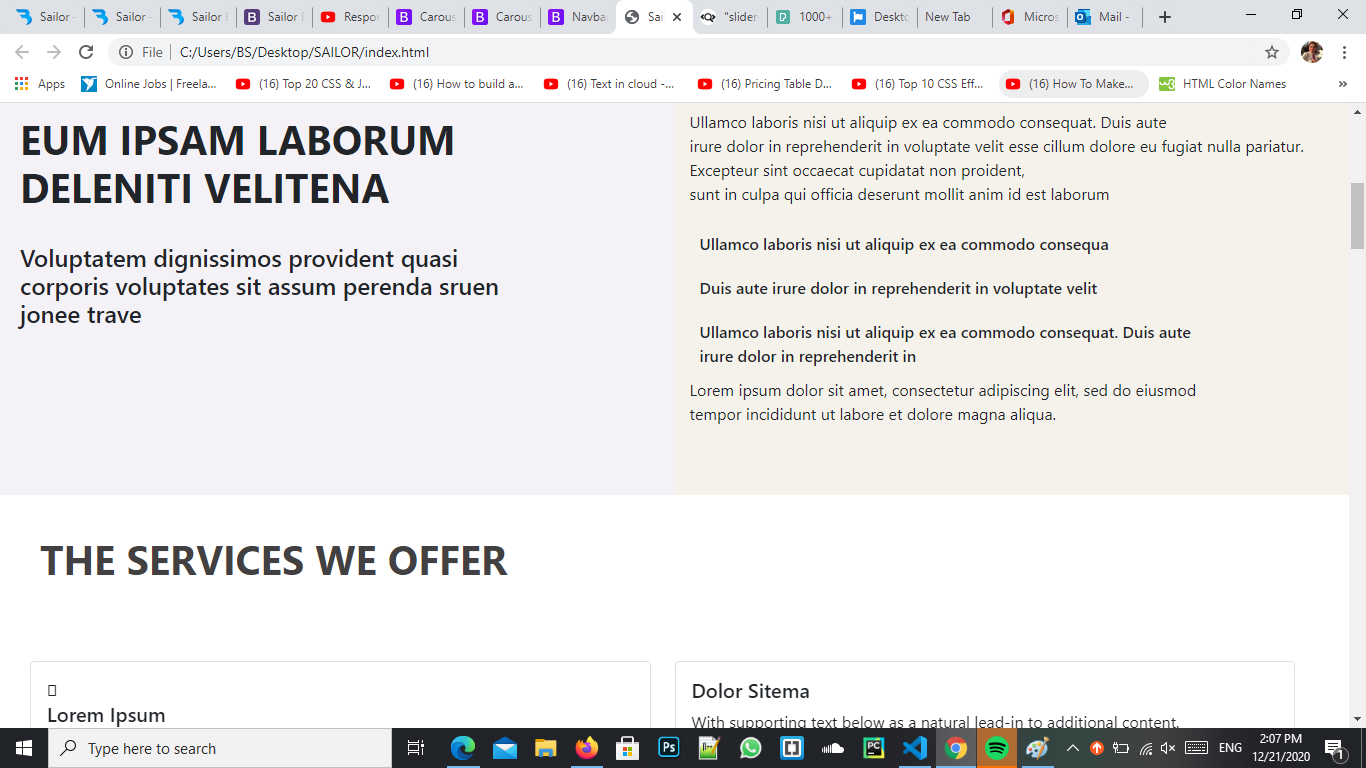 Sailor -
Sailor -
Sailor B
Sailor B
Respor
Carous
Carous
Navbar
Sai
"slider
1000+
Deskto
New Tab
Micros
Mail -
File
C:/Users/BS/Desktop/SAILOR/index.html
Apps
Online Jobs | Freela...
(16) Top 20 CSS & J...
(16) How to build a...
(16) Text in cloud -...
(16) Pricing Table D...
(16) Top 10 CSS Eff...
(16) How To Make...
HTML Color Names
»
EUM IPSAM LABORUM
DELENITI VELITENA
Voluptatem dignissimos provident quasi
corporis voluptates sit assum perenda sruen
jonee trave
Ullamco laboris nisi ut aliquip ex ea commodo consequat. Duis aute
irure dolor in reprehenderit in voluptate velit esse cillum dolore eu fugiat nulla pariatur.
Excepteur sint occaecat cupidatat non proident,
sunt in culpa qui officia deserunt mollit anim id est laborum
Ullamco laboris nisi ut aliquip ex ea commodo consequa
Duis aute irure dolor in reprehenderit in voluptate velit
Ullamco laboris nisi ut aliquip ex ea commodo consequat. Duis aute
irure dolor in reprehenderit in
Lorem ipsum dolor sit amet, consectetur adipiscing elit, sed do eiusmod
tempor incididunt ut labore et dolore magna aliqua.
THE SERVICES WE OFFER
Lorem Ipsum
Dolor Sitema
With supporting text below as a natural lead-in to additional content.
Type here to search
Ps
PC
ENG
2:07 PM
12/21/2020
1